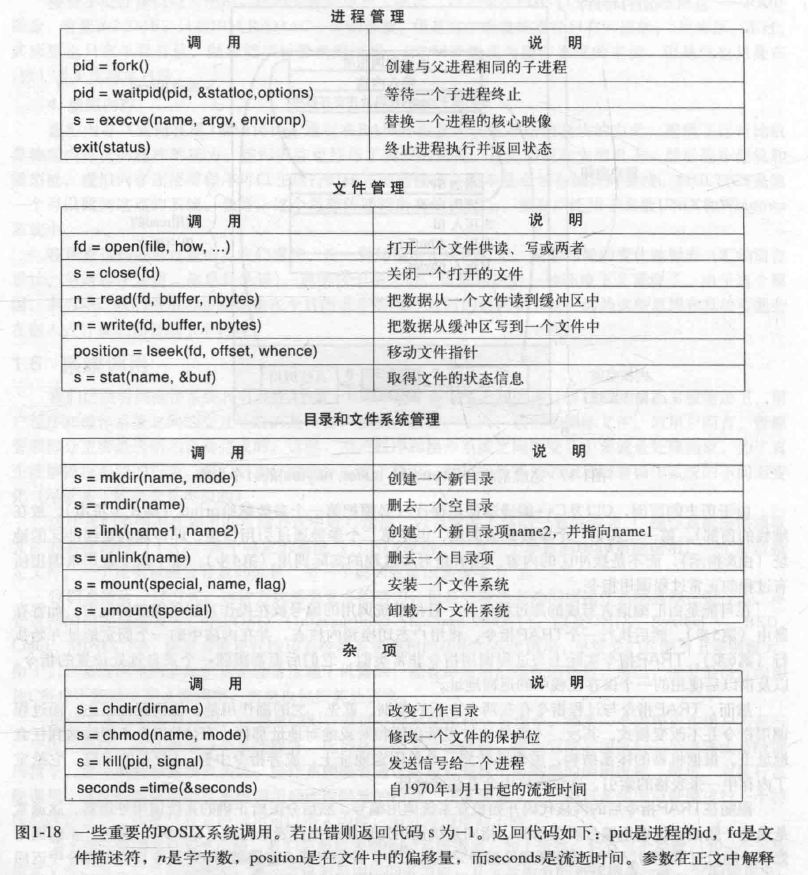 进程管理
调 用 说 明
pid = fork() 创建与父进程相同的子进程
pid = waitpid(pid, &statloc,options) 等待一个子进程终止
s = execve(name, argv, environp) 替换一个进程的核心映像
exit(status) 终止进程执行并返回状态
文件管理
调 用 说 明
fd = open(file, how, ...) 打开一个文件供读、写或两者
s = close(fd) 关闭一个打开的文件
n = read(fd, buffer, nbytes) 把数据从一个文件读到缓冲区中
n = write(fd, buffer, nbytes) 把数据从缓冲区写到一个文件中
position = lseek(fd, offset, whence) 移动文件指针
s = stat(name, &buf) 取得文件的状态信息
目录和文件系统管理
调 用 说 明
s = mkdir(name, mode) 创建一个新目录
s = rmdir(name) 删去一个空目录
s = link(name1, name2) 创建一个新目录项name2，并指向name1
s = unlink(name) 删去一个目录项
s = mount(special, name, flag) 安装一个文件系统
s = umount(special) 卸载一个文件系统
杂 项
调 用 说 明
s = chdir(dirname) 改变工作目录
s = chmod(name, mode) 修改一个文件的保护位
s = kill(pid, signal) 发送信号给一个进程
seconds =time(&seconds) 自1970年1月1日起的流逝时间
图1-18 一些重要的POSIX系统调用。若出错则返回代码 s 为–1。返回代码如下：pid是进程的id，fd是文
件描述符，n是字节数，position是在文件中的偏移量，而seconds是流逝时间。参数在正文中解释